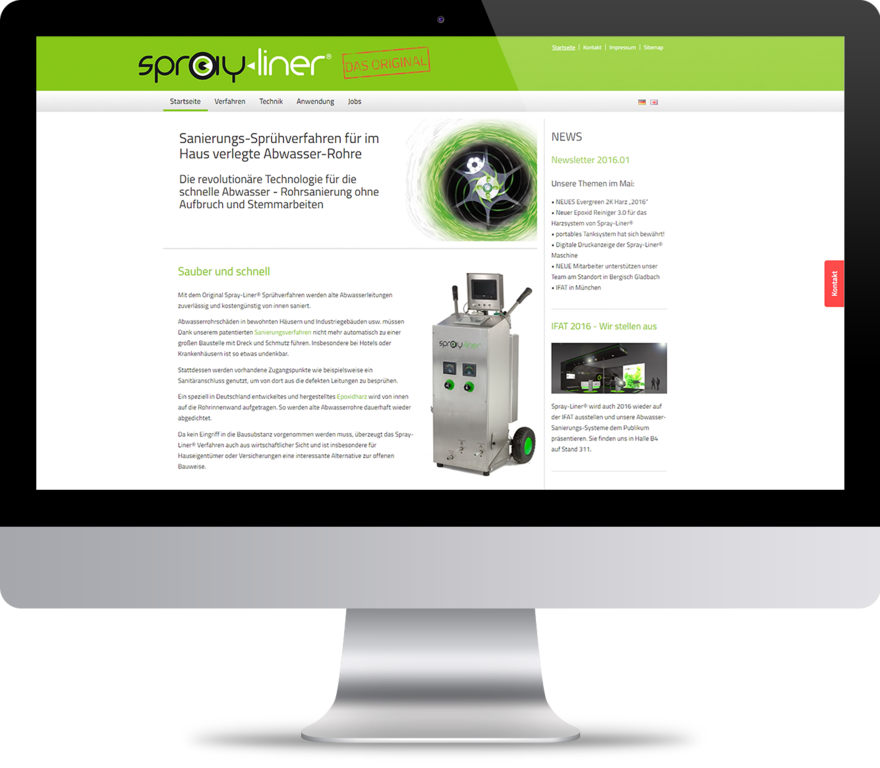 spray-liner®
DAS ORIGINAL
Startseite | Kontakt | Impressum | Sitemap
Startseite Verfahren Technik Anwendung Jobs
Sanierungs-Sprühverfahren für im
Haus verlegte Abwasser-Rohre
Die revolutionäre Technologie für die
schnelle Abwasser - Rohrsanierung ohne
Aufbruch und Stemmarbeiten
Sauber und schnell
Mit dem Original Spray-Liner® Sprühverfahren werden alte Abwasserleitungen
zuverlässig und kostengünstig von innen saniert.
Abwasserrohrschäden in bewohnten Häusern und Industriegebäuden usw. müssen
Dank unserem patentierten Sanierungsverfahren nicht mehr automatisch zu einer
großen Baustelle mit Dreck und Schmutz führen. Insbesondere bei Hotels oder
Krankenhäusern ist so etwas undenkbar.
Stattdessen werden vorhandene Zugangspunkte wie beispielsweise ein
Sanitäranschluss genutzt, um von dort aus die defekten Leitungen zu besprühen.
Ein speziell in Deutschland entwickeltes und hergestelltes Epoxidharz wird von innen
auf die Rohrinnenwand aufgetragen. So werden alte Abwasserrohre dauerhaft wieder
abgedichtet.
Da kein Eingriff in die Bausubstanz vorgenommen werden muss, überzeugt das Spray-
Liner® Verfahren auch aus wirtschaftlicher Sicht und ist insbesondere für
Hauseigentümer oder Versicherungen eine interessante Alternative zur offenen
Bauweise.
spray-liner
NEWS
Newsletter 2016.01
Unsere Themen im Mai:
• NEUES Evergreen 2K Harz „2016“
• Neuer Epoxid Reiniger 3.0 für das
Harzsystem von Spray-Liner®
• portables Tanksystem hat sich bewährt!
• Digitale Druckanzeige der Spray-Liner®
Maschine
• NEUE Mitarbeiter unterstützen unser
Team am Standort in Bergisch Gladbach
• IFAT in München
IFAT 2016 - Wir stellen aus
Spray-Liner® wird auch 2016 wieder auf
der IFAT ausstellen und unsere Abwasser-
Sanierungs-Systeme dem Publikum
präsentieren. Sie finden uns in Halle B4
auf Stand 311.
Kontakt